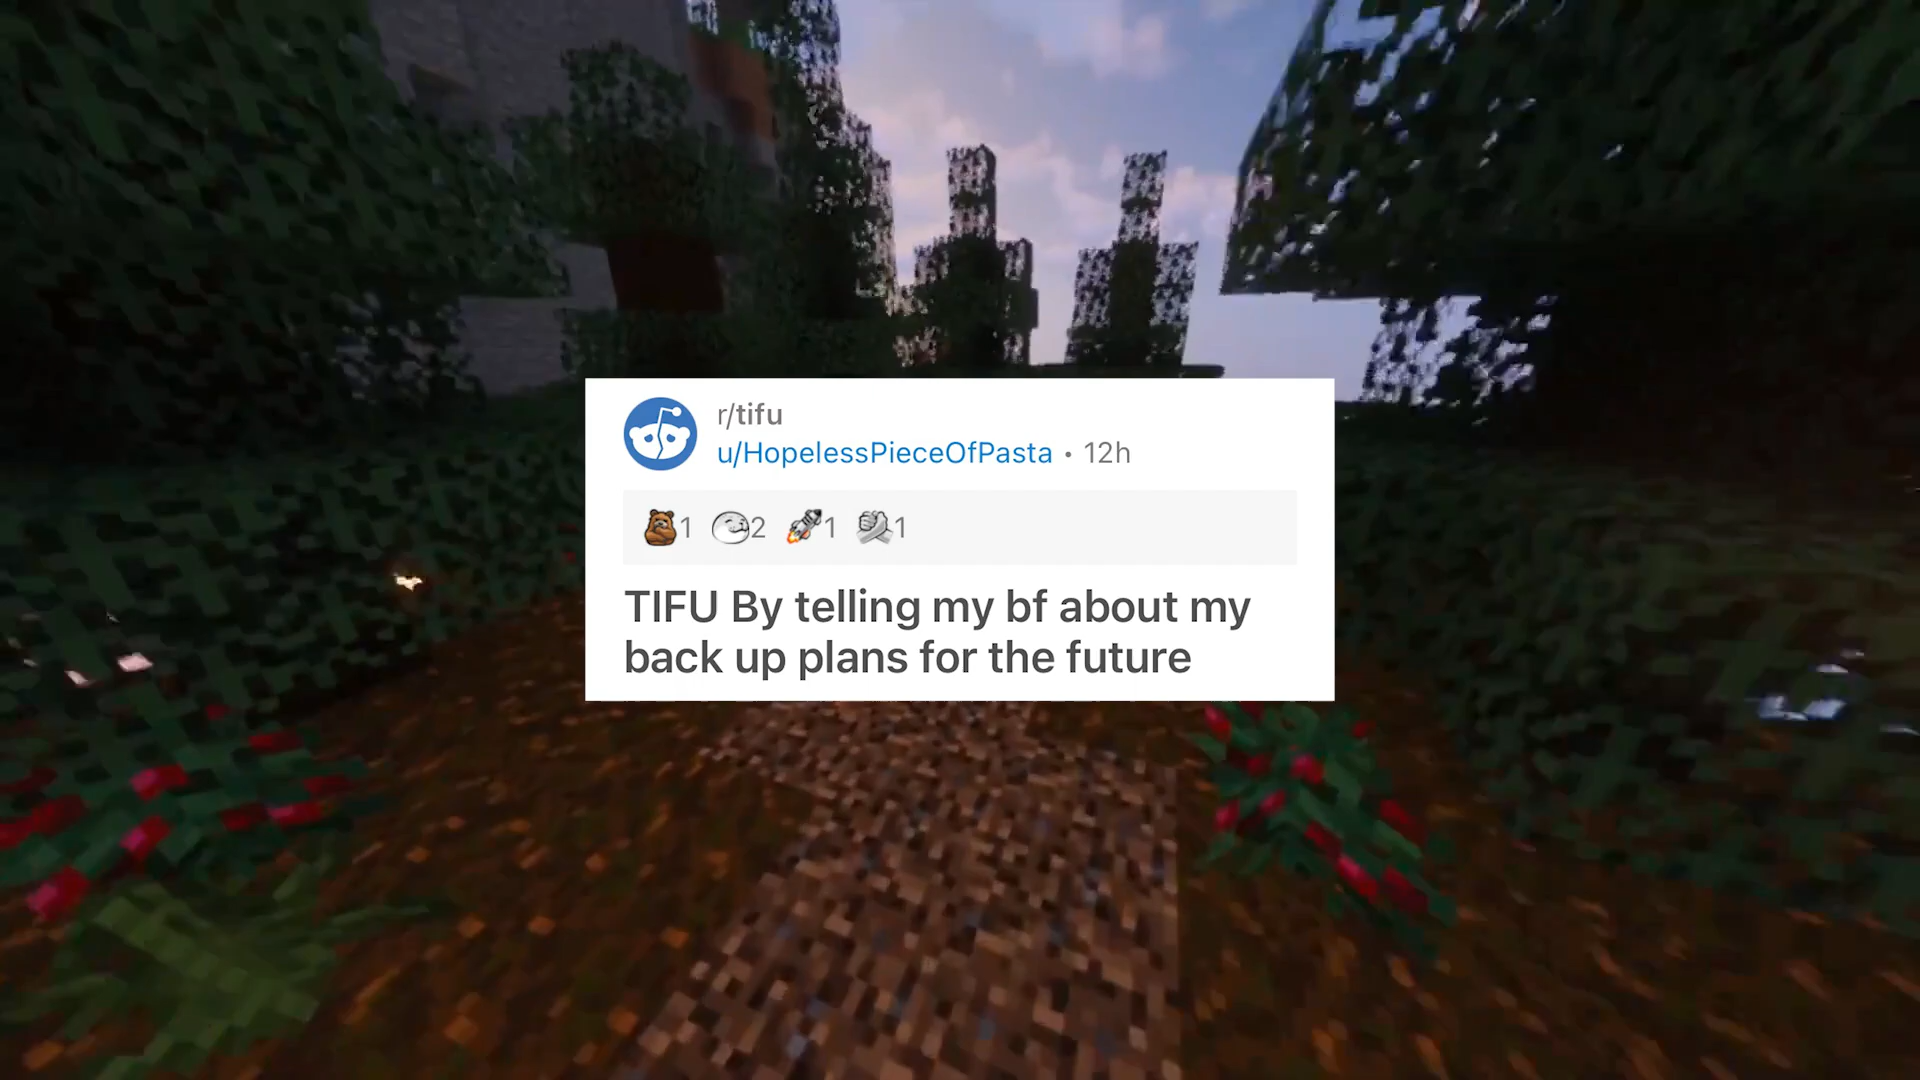 r/tifu
u/HopelessPieceOfPasta • 12h
1 2 1 1
TIFU By telling my bf about my
back up plans for the future